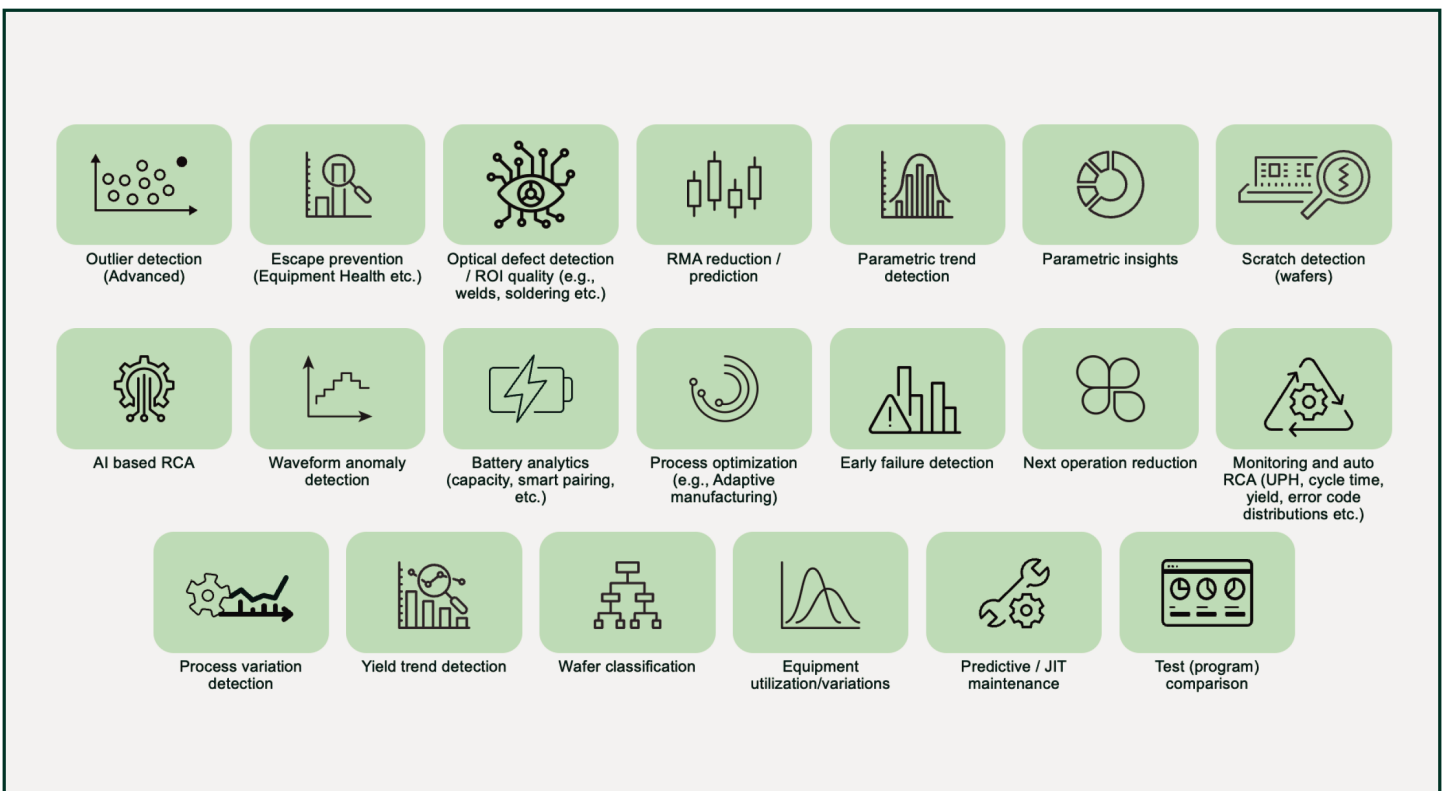 Outlier detection
(Advanced)
Escape prevention
(Equipment Health etc.)
Optical defect detection
/ ROI quality (e.g.,
welds, soldering etc.)
RMA reduction /
prediction
Parametric trend
detection
Parametric insights
Scratch detection
(wafers)
AI based RCA
Waveform anomaly
detection
Battery analytics
(capacity, smart pairing,
etc.)
Process optimization
(e.g., Adaptive
manufacturing)
Early failure detection
Next operation reduction
Monitoring and auto
RCA (UPH, cycle time,
yield, error code
distributions etc.)
Process variation
detection
Yield trend detection
Wafer classification
Equipment
utilization/variations
Predictive / JIT
maintenance
Test (program)
comparison